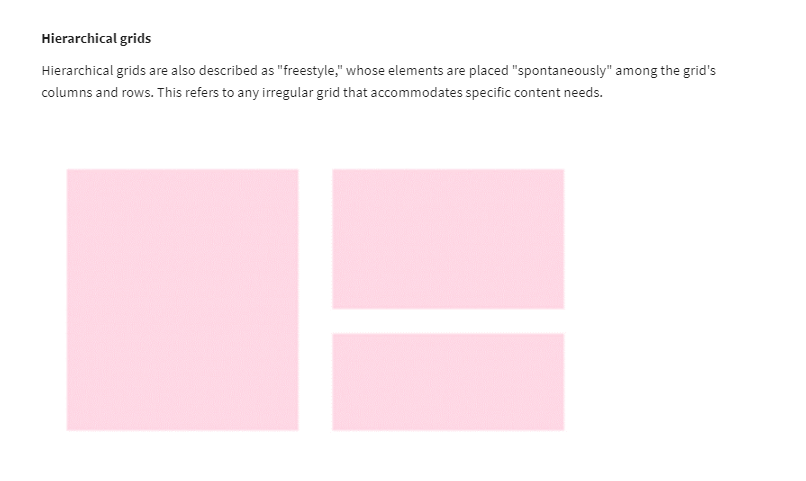 Hierarchical grids
Hierarchical grids are also described as "freestyle," whose elements are placed "spontaneously" among the grid's
columns and rows. This refers to any irregular grid that accommodates specific content needs.